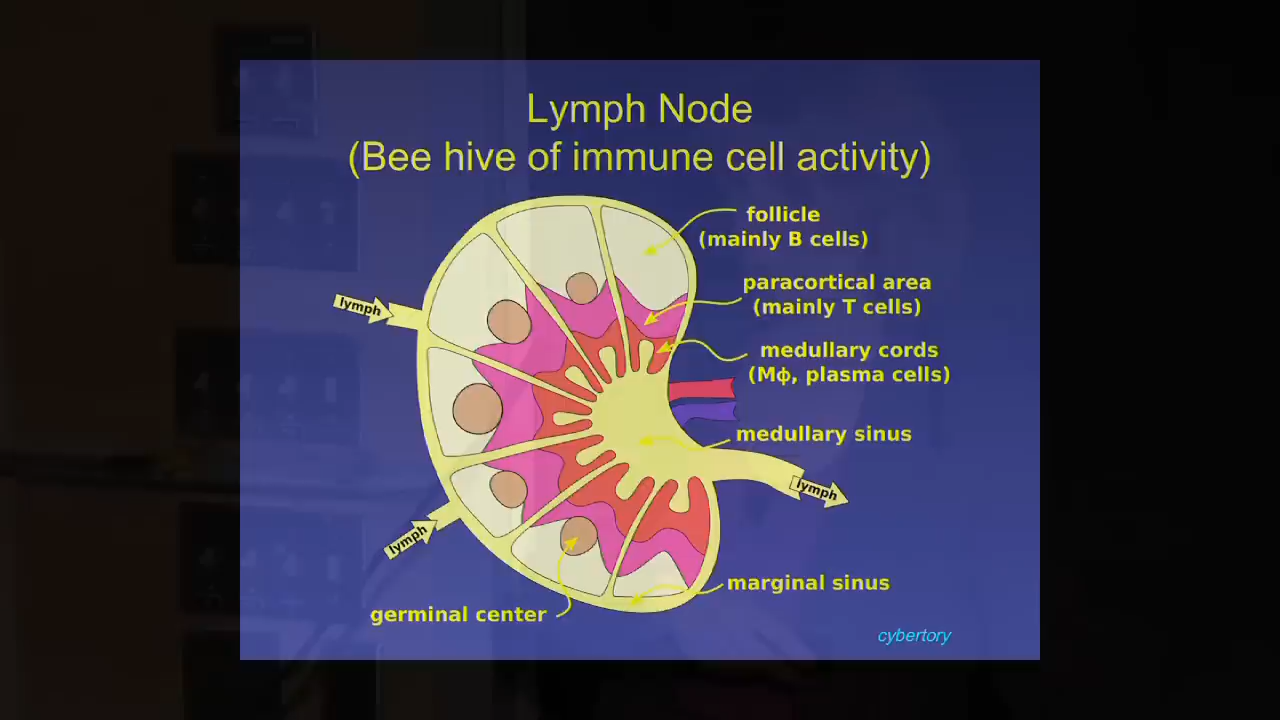 Lymph Node
(Bee hive of immune cell activity)
follicle
(mainly B cells)
paracortical area
(mainly T cells)
medullary cords
(Mϕ, plasma cells)
medullary sinus
marginal sinus
germinal center
lymph
lymph
lymph
cybertory